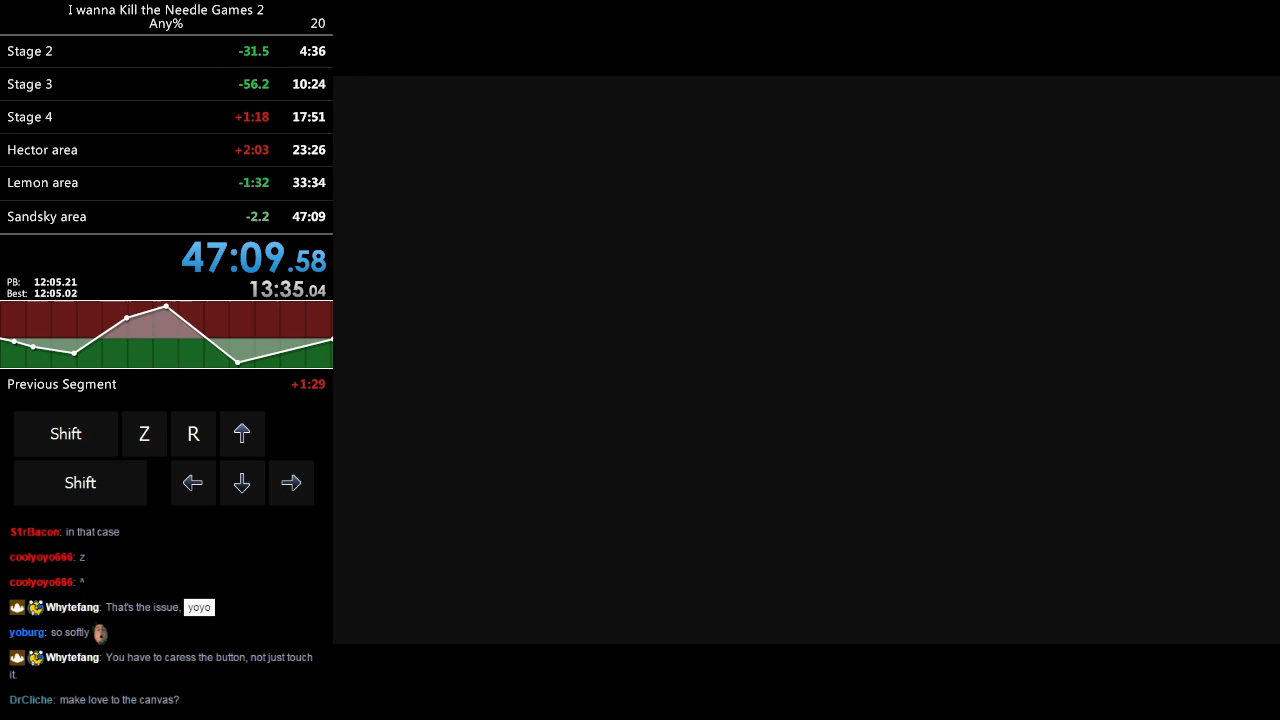 I wanna Kill the Needle Games 2
Any% 20
Stage 2 -31.5 4:36
Stage 3 -56.2 10:24
Stage 4 +1:18 17:51
Hector area +2:03 23:26
Lemon area -1:32 33:34
Sandsky area -2.2 47:09
47:09.58
PB: 12:05.21
Best: 12:05.02
13:35.04
Previous Segment +1:29
Shift Z R
Shift
S1rBacon: in that case
coolyoyo666: z
coolyoyo666: ^
Whytefang: That's the issue, yoyo
yoburg: so softly
Whytefang: You have to caress the button, not just touch
it.
DrCliche: make love to the canvas?